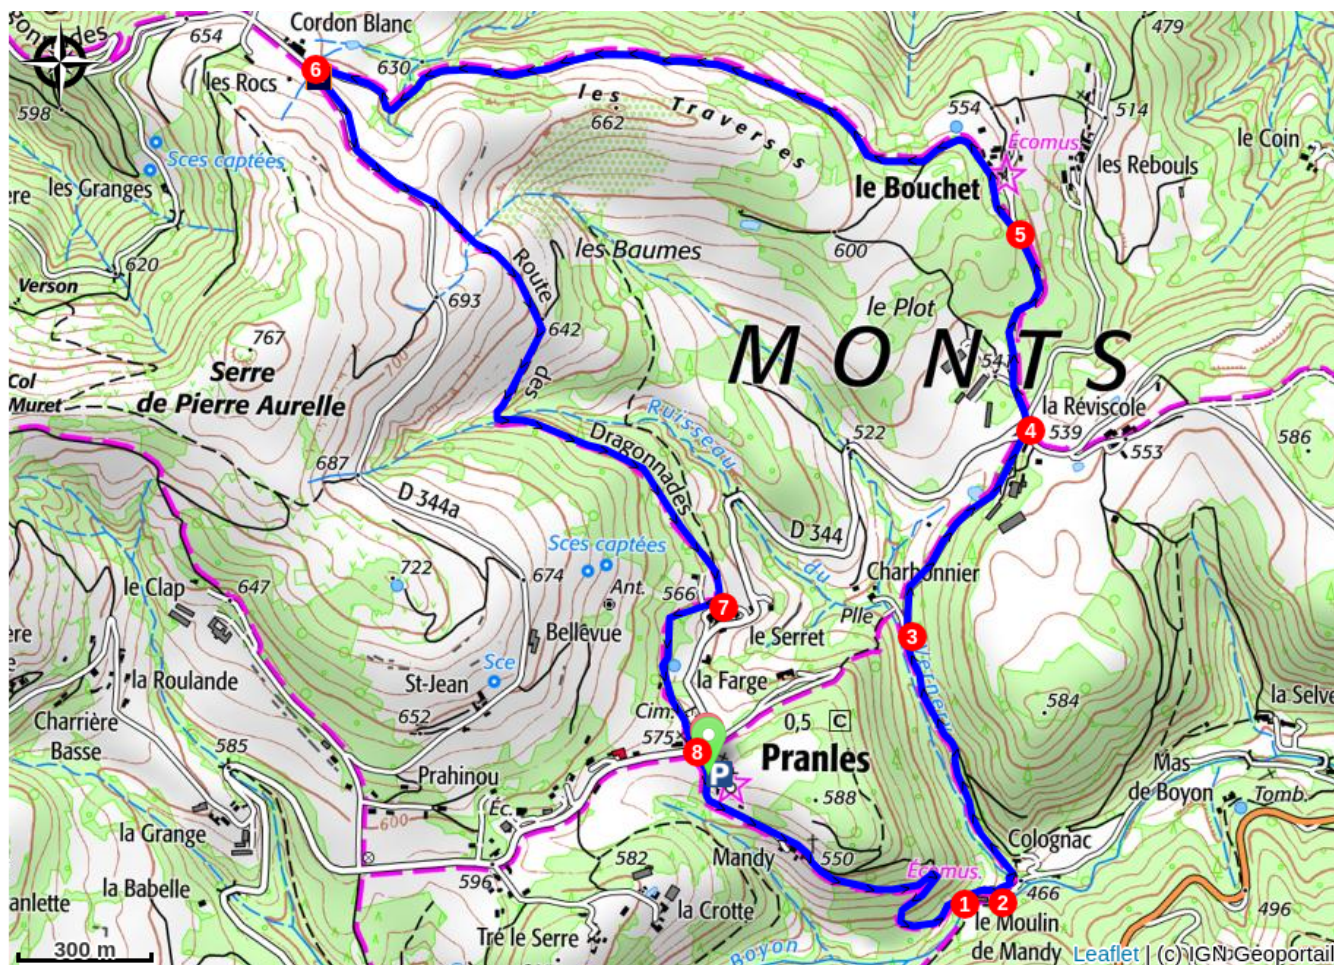 Cordon Blanc
654
479
6
630
les Rocs
les Traverses
662
554
514
598
Écomus.
le Coin
Sces captées
les Rebouls
les Granges
le Bouchet
5
les Baumes
600
620
Verson
Route
693
le Plot
642
MONTS
767
547
700
Serre
de Pierre Aurelle
Col
Muret
des
la Réviscole
Ruisseau
4
539
586
522
553
Dragonnades
687
D 344a
D 344
Sces captées
du
722
674
Charbonnier
le Clap
647
566
Ant.
7
Plle
Bellevue
le Serret
3
Sce
la Roulande
St-Jean
la Farge
584
la Selve
Cim.
652
0,5 C
Charrière
Basse
585
575
8
Pranles
Mas
de Boyon
Prahinou
P
Tomb.
588
Éc.
la Grange
600
Colognac
Mandy
550
582
Écomus.
596
la Babelle
1
2
466
anlette
496
la Crotte
le Moulin
de Mandy
Tré le Serre
Boyon
300 m
Leaflet | (c) IGN Geoportail